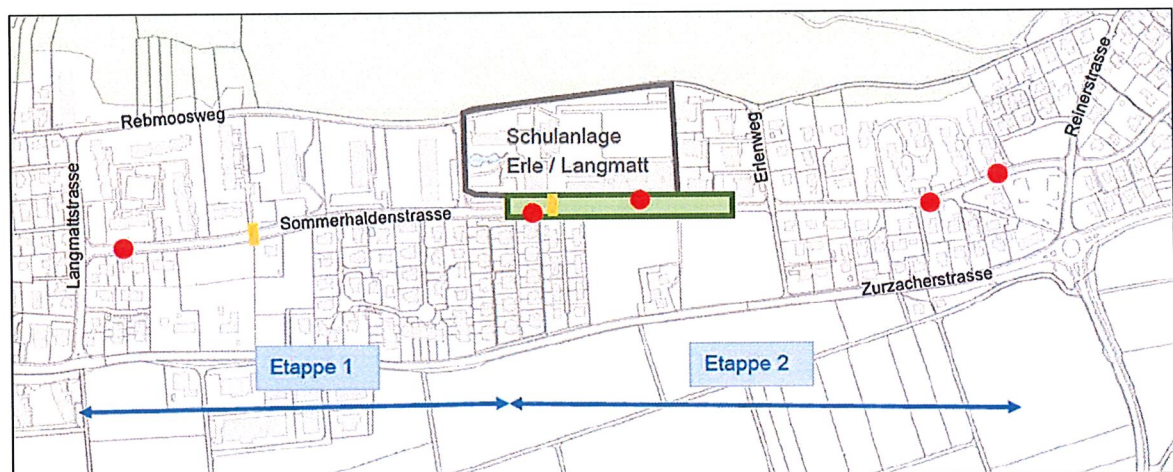 Rebmoosweg
Schulanlage
Erle / Langmatt
Langmattstrasse
Sommerhaldenstrasse
Erlenweg
Reinerstrasse
Zurzacherstrasse
Etappe 1
Etappe 2